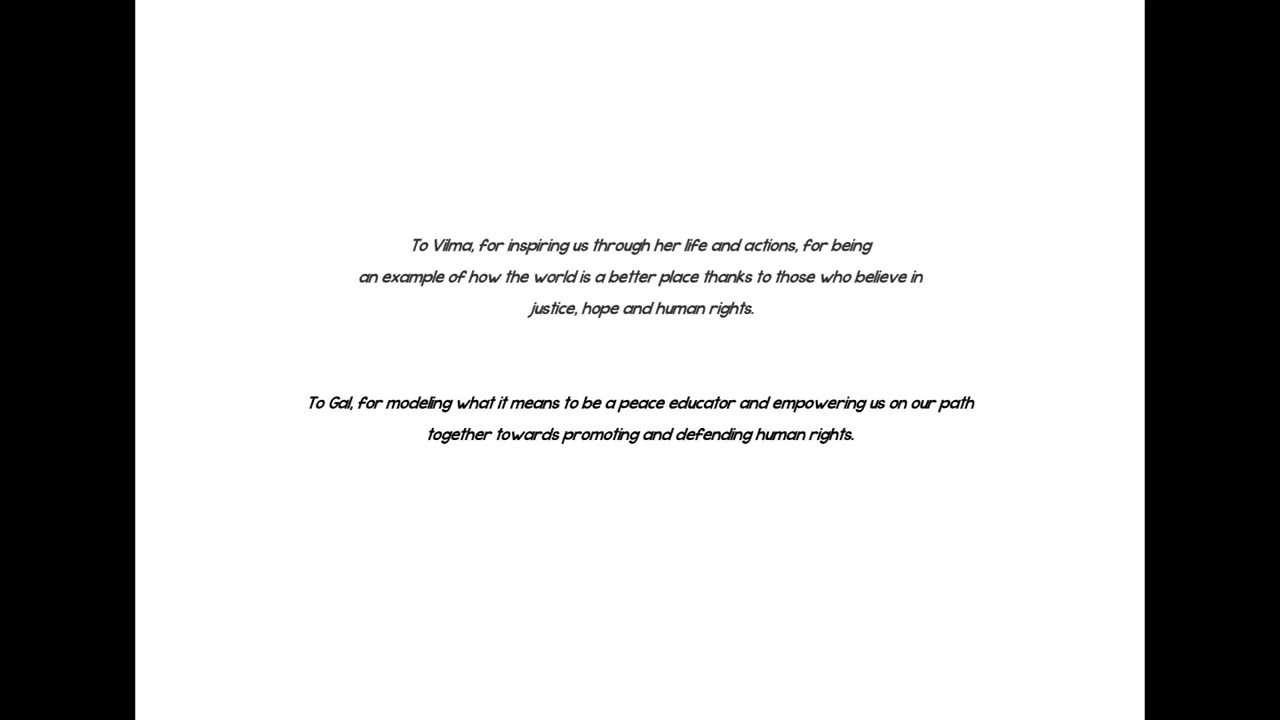 To Vilma, for inspiring us through her life and actions, for being
an example of how the world is a better place thanks to those who believe in
justice, hope and human rights.
To Gal, for modeling what it means to be a peace educator and empowering us on our path
together towards promoting and defending human rights.